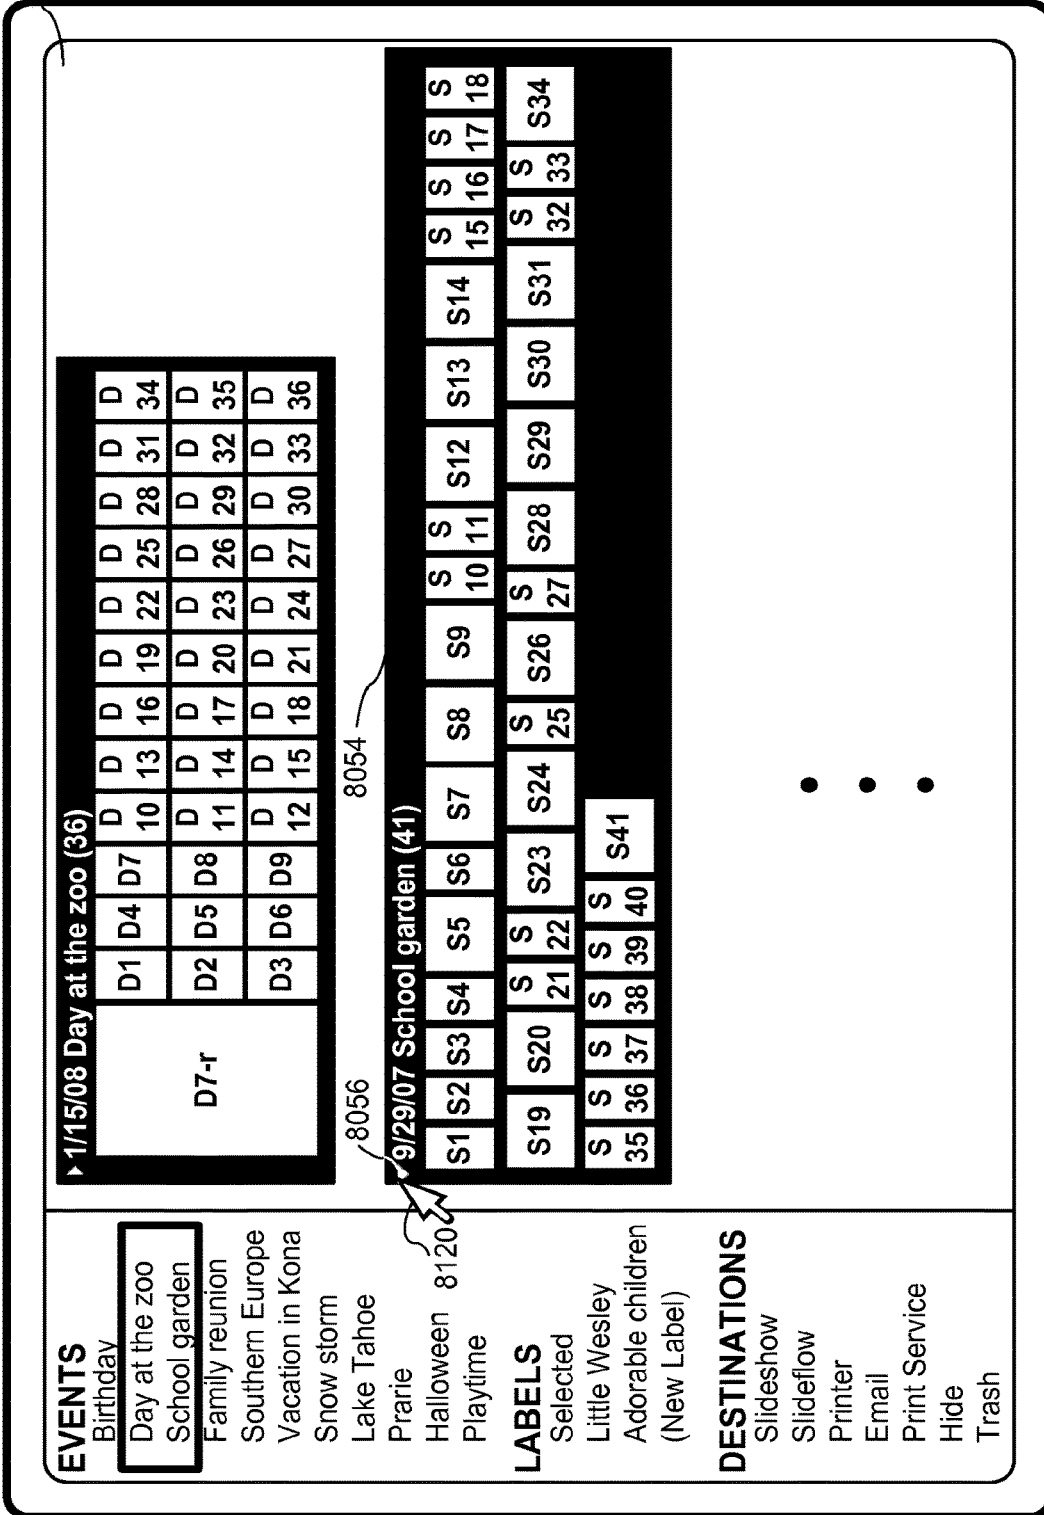 EVENTS
Birthday
Day at the zoo
School garden
Family reunion
Southern Europe
Vacation in Kona
Snow storm
Lake Tahoe
Prarie
Halloween
Playtime
LABELS
Selected
Little Wesley
Adorable children
(New Label)
DESTINATIONS
Slideshow
Slideflow
Printer
Email
Print Service
Hide
Trash
1/15/08 Day at the zoo (36)
D7-r
D1 D4 D7 D 10 D 13 D 16 D 19 D 22 D 25 D 28 D 31 D 34
D2 D5 D8 D 11 D 14 D 17 D 20 D 23 D 26 D 29 D 32 D 35
D3 D6 D9 D 12 D 15 D 18 D 21 D 24 D 27 D 30 D 33 D 36
8056
8054
8120
9/29/07 School garden (41)
S1 S2 S3 S4 S5 S6 S7 S8 S9 S 10 S 11 S12 S13 S14 S 15 S 16 S 17 S 18
S19 S20 S 21 S 22 S23 S24 S 25 S26 S 27 S28 S29 S30 S31 S 32 S 33 S34
S 35 S 36 S 37 S 38 S 39 S 40 S41